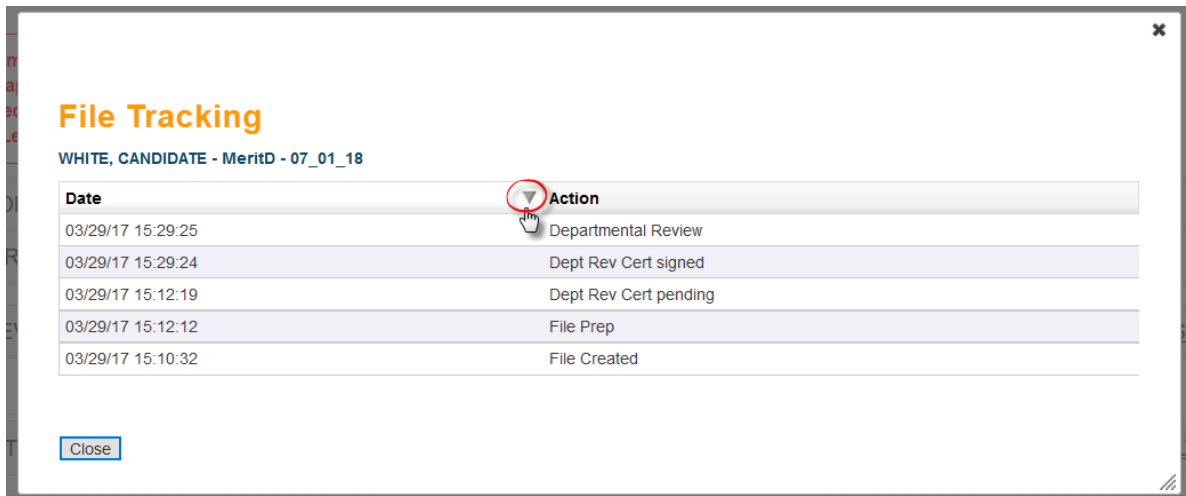 File Tracking
WHITE, CANDIDATE - MeritD - 07_01_18
Date Action
03/29/17 15:29:25 Departmental Review
03/29/17 15:29:24 Dept Rev Cert signed
03/29/17 15:12:19 Dept Rev Cert pending
03/29/17 15:12:12 File Prep
03/29/17 15:10:32 File Created
Close